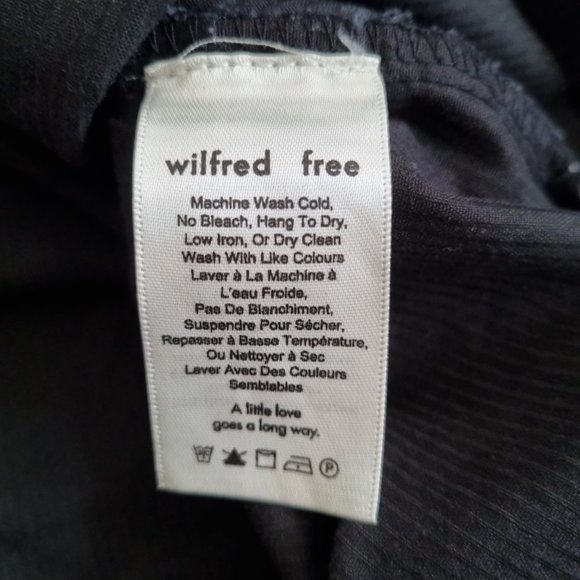 wilfred free
Machine Wash Cold,
No Bleach, Hang To Dry,
Low Iron, Or Dry Clean
Wash With Like Colours
Laver à La Machine à
L'eau Froide,
Pas De Blanchiment,
Suspendre Pour Sécher,
Repasser à Basse Température,
Ou Nettoyer à Sec
Laver Avec Des Couleurs
Semblables
A little love
goes a long way.
P